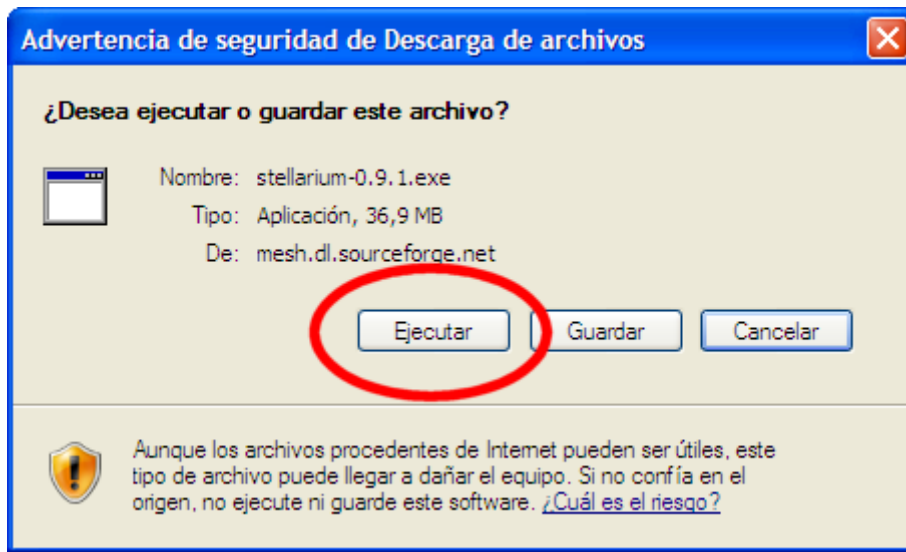 Advertencia de seguridad de Descarga de archivos
¿Desea ejecutar o guardar este archivo?
Nombre: stellarium-0.9.1.exe
Tipo: Aplicación, 36,9 MB
De: mesh.dl.sourceforge.net
Ejecutar Guardar Cancelar
Aunque los archivos procedentes de Internet pueden ser útiles, este
tipo de archivo puede llegar a dañar el equipo. Si no confía en el
origen, no ejecute ni guarde este software. ¿Cuál es el riesgo?